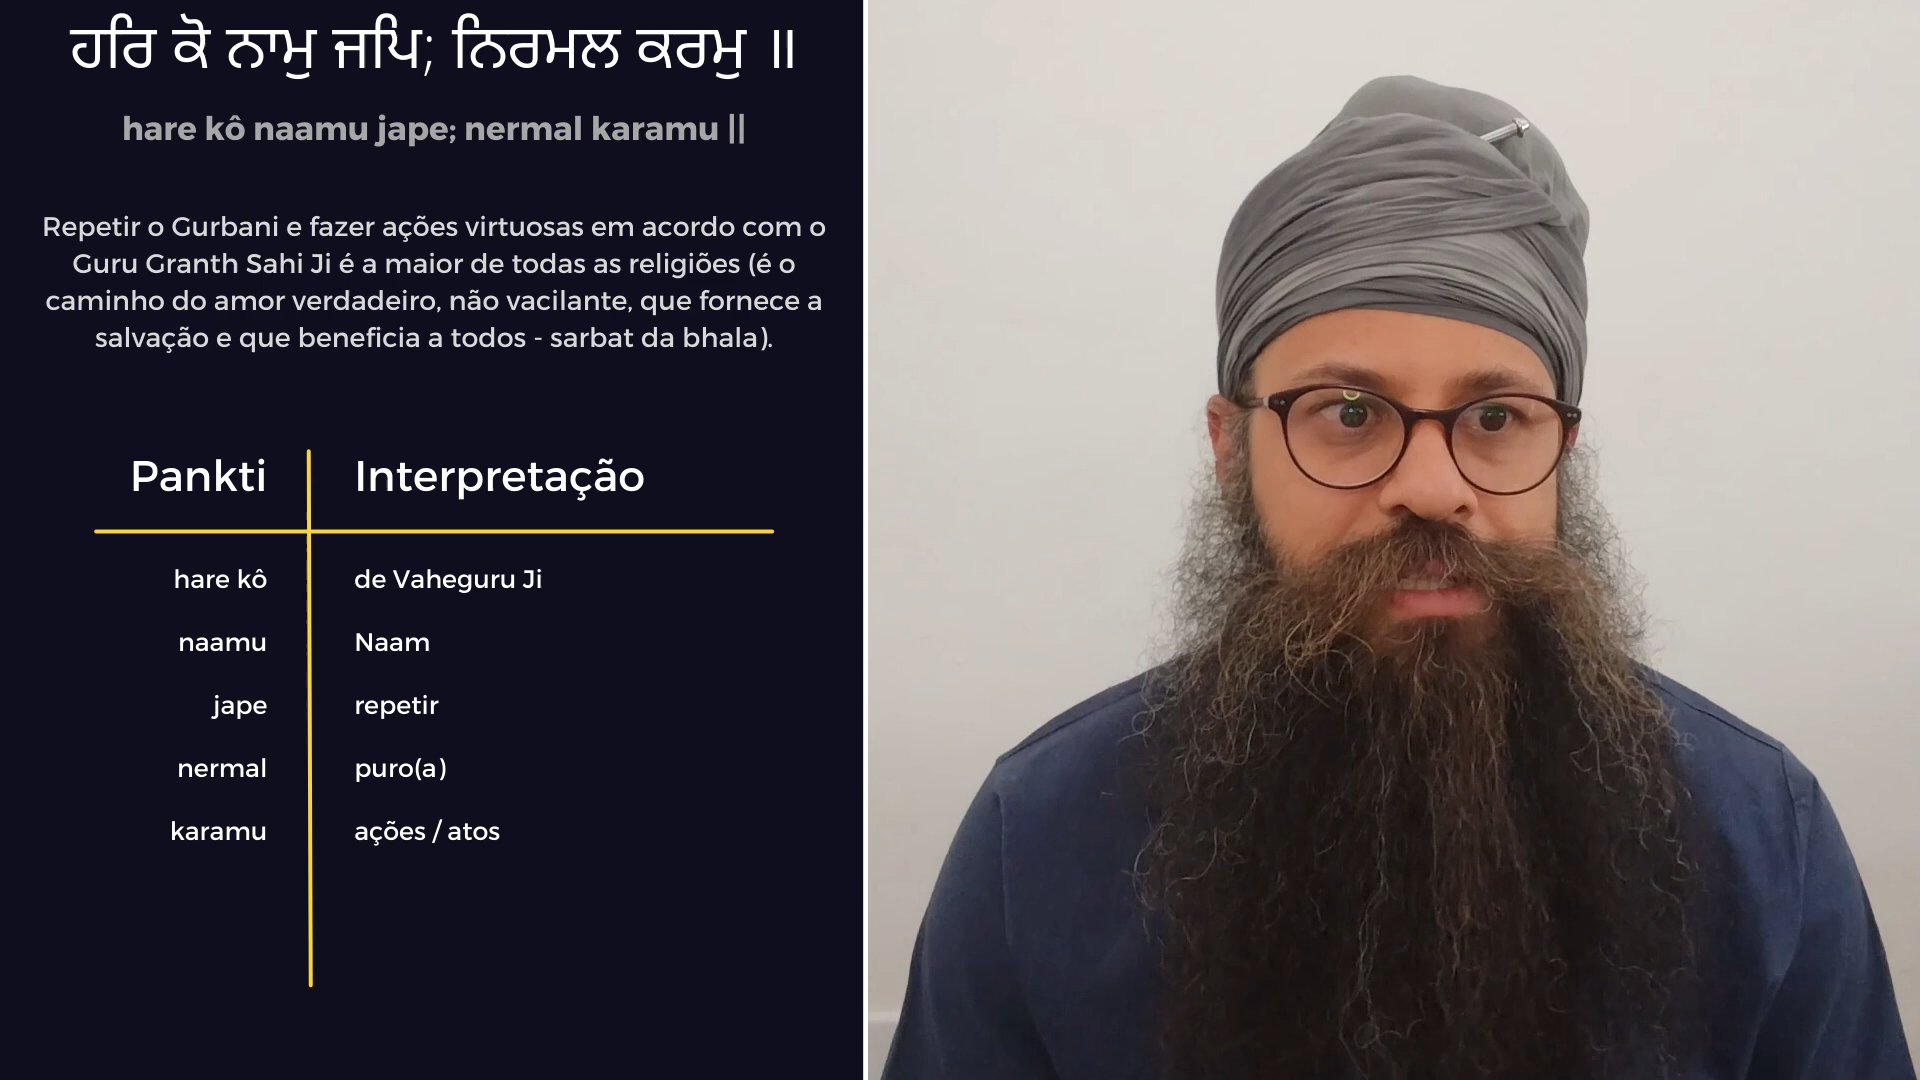 ਹਰਿ ਕੋ ਨਾਮੁ ਜਪਿ; ਨਿਰਮਲ ਕਰਮੁ ॥
hare kô naamu jape; nermal karamu ||
Repetir o Gurbani e fazer ações virtuosas em acordo com o
Guru Granth Sahi Ji é a maior de todas as religiões (é o
caminho do amor verdadeiro, não vacilante, que fornece a
salvação e que beneficia a todos - sarbat da bhala).
Pankti Interpretação
hare kô de Vaheguru Ji
naamu Naam
jape repetir
nermal puro(a)
karamu ações / atos